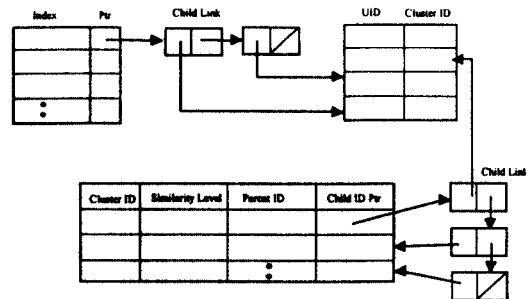 Index Ptr Child Link UID Cluster ID
Child Link
Cluster ID Similarity Level Parent ID Child ID Ptr